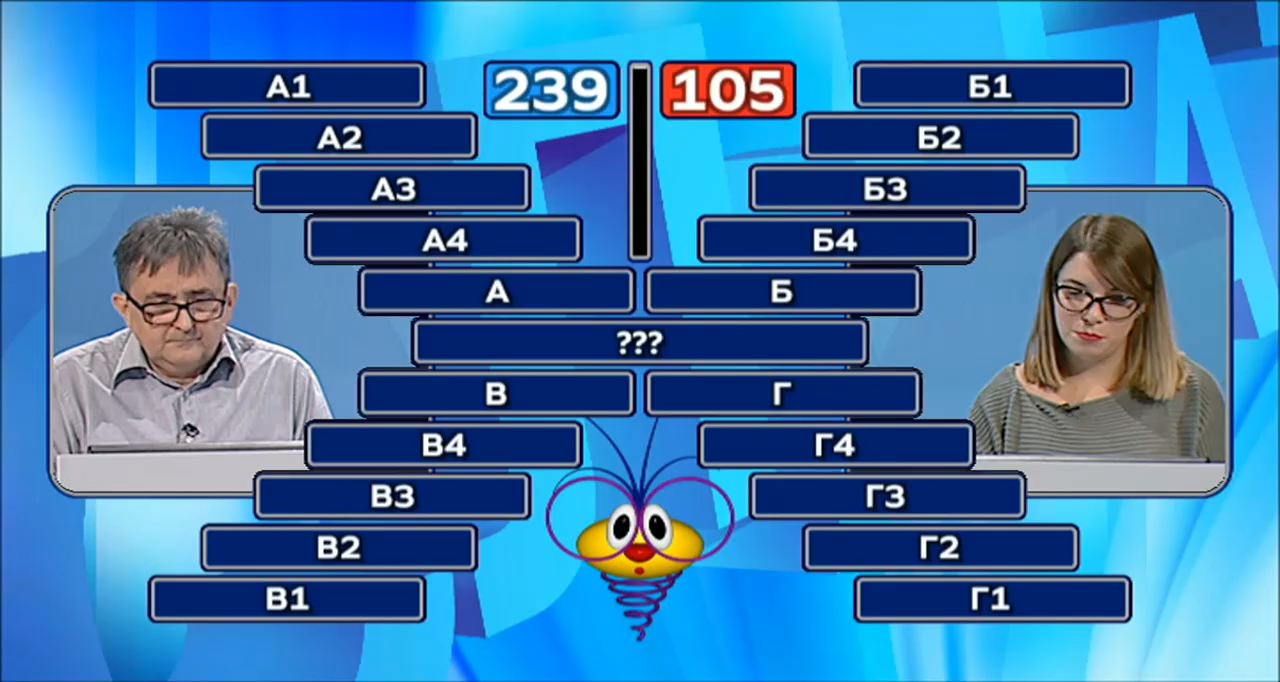 А1 239 105 Б1
А2 Б2
А3 Б3
А4 Б4
А Б
???
В Г
В4 Г4
В3 Г3
В2 Г2
В1 Г1